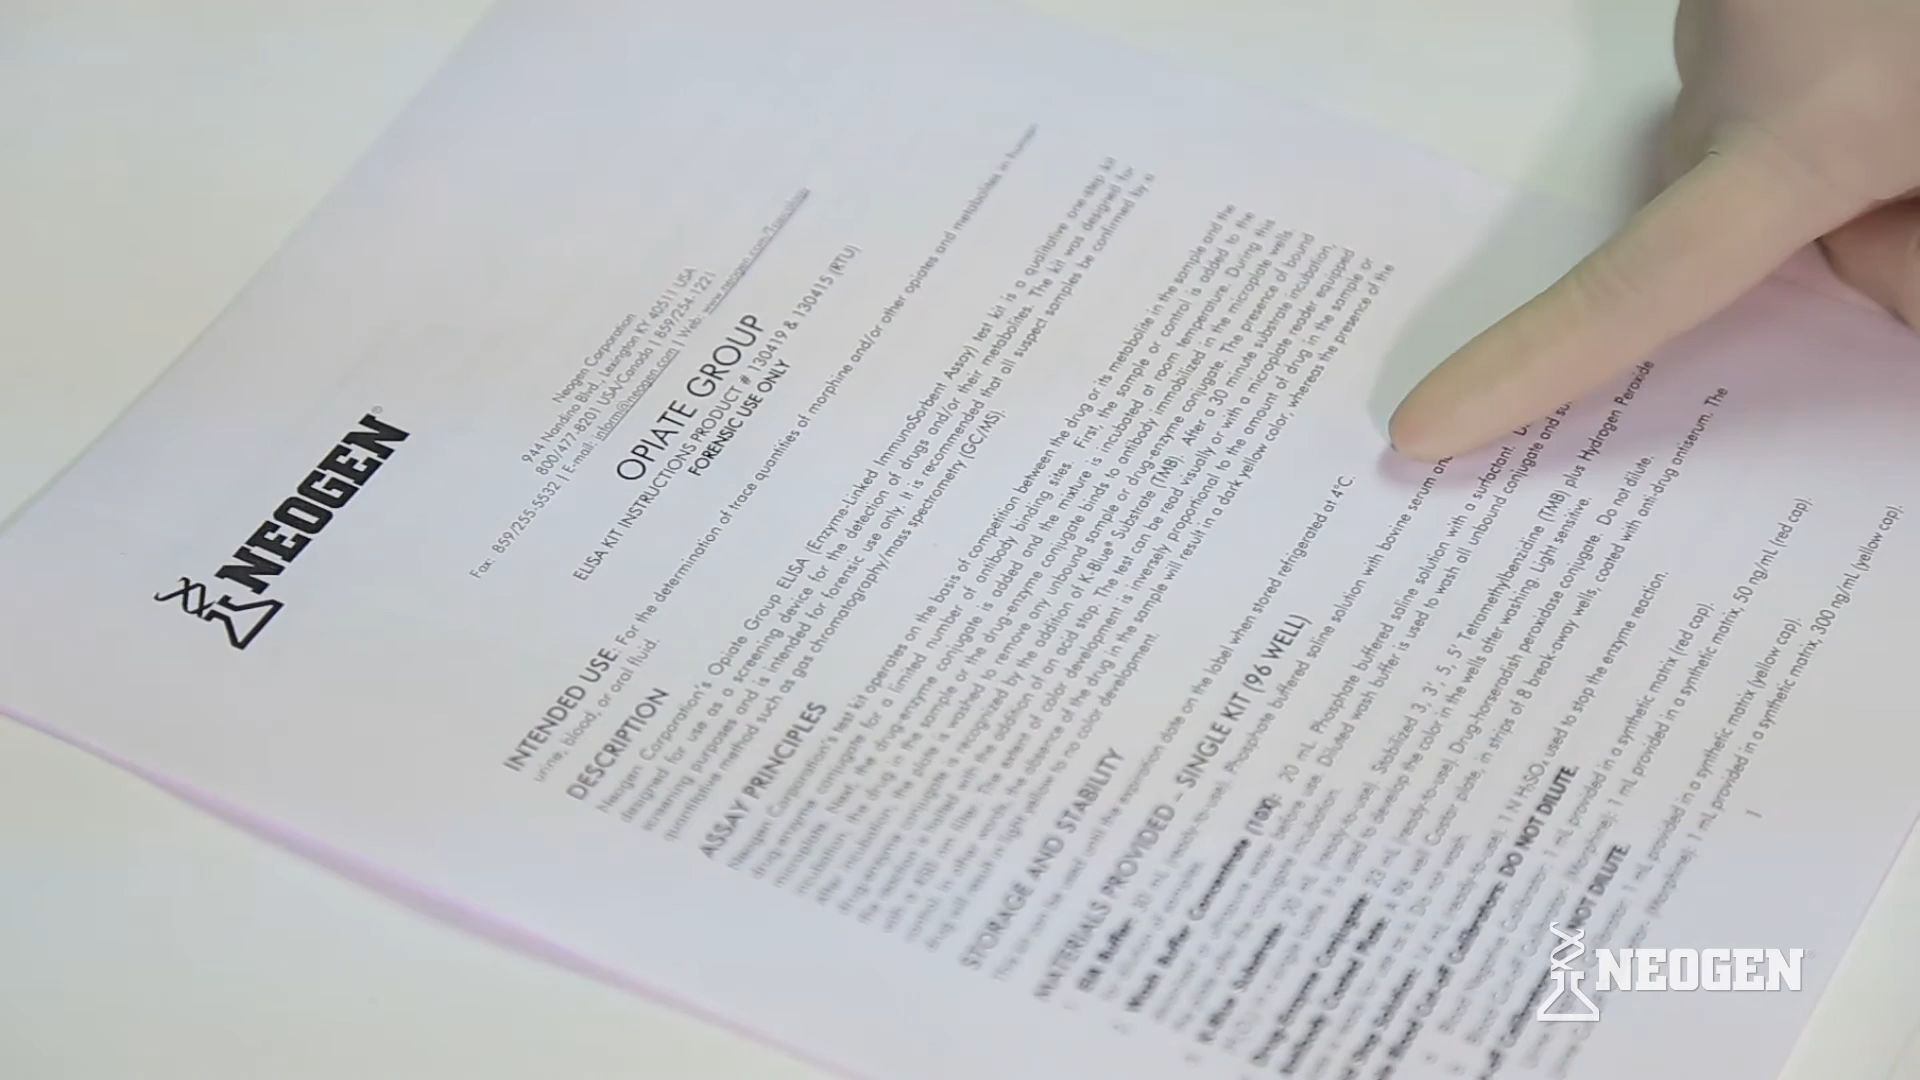 NEOGEN®
Neogen Corporation
944 Nandino Blvd., Lexington KY 40511 USA
800/477-8201 USA/Canada | 859/254-1221
Fax: 859/255-5532 | E-mail: inform@neogen.com | Web: www.neogen.com/
OPIATE GROUP
ELISA KIT INSTRUCTIONS PRODUCT # 130419 & 130415 (RTU)
FORENSIC USE ONLY
INTENDED USE: For the determination of trace quantities of morphine and/or other opiates and metabolites in human
urine, blood, or oral fluid.
DESCRIPTION
Neogen Corporation's Opiate Group ELISA (Enzyme-Linked ImmunoSorbent Assay) test kit is a qualitative one-step kit
designed for use as a screening device for the detection of drugs and/or their metabolites. The kit was designed for
screening purposes and is intended for forensic use only. It is recommended that all suspect samples be confirmed by a
quantitative method such as gas chromatography/mass spectrometry (GC/MS).
ASSAY PRINCIPLES
Neogen Corporation's test kit operates on the basis of competition between the drug or its metabolite in the sample and the
drug-enzyme conjugate for a limited number of antibody binding sites. First, the sample or control is added to the
microplate. Next, the drug-enzyme conjugate is added and the mixture is incubated at room temperature. During this
incubation, the drug in the sample or the drug-enzyme conjugate binds to antibody immobilized in the microplate wells.
After incubation, the plate is washed to remove any unbound sample or drug-enzyme conjugate. The presence of bound
drug-enzyme conjugate is recognized by the addition of K-Blue® Substrate (TMB). After a 30 minute substrate incubation,
the reaction is halted with the addition of an acid stop. The test can be read visually or with a microplate reader equipped
with a 450 nm filter. The extent of color development is inversely proportional to the amount of drug in the sample or
control. In other words, the absence of the drug in the sample will result in a dark yellow color, whereas the presence of the
drug will result in light yellow to no color development.
STORAGE AND STABILITY
The kit can be used until the expiration date on the label when stored refrigerated at 4°C.
MATERIALS PROVIDED – SINGLE KIT (96 WELL)
EIA Buffer: 30 mL (ready-to-use). Phosphate buffered saline solution with bovine serum and
Wash Buffer Concentrate (10X): 20 mL. Phosphate buffered saline solution with a surfactant.
before use. Diluted wash buffer is used to wash all unbound conjugate and
K-Blue Substrate: 20 mL (ready-to-use). Stabilized 3, 3', 5, 5' Tetramethylbenzidine (TMB) plus Hydrogen Peroxide
It is used to develop the color in the wells after washing. Light sensitive.
Drug-Enzyme Conjugate: (ready-to-use) Drug-horseradish peroxidase conjugate. Do not dilute.
Antibody Coated Plate: A 96 well Costar plate, in strips of 8 break-away wells, coated with anti-drug antiserum. The
Do not wash.
Stop Solution: (ready-to-use). 1 N H₂SO₄ used to stop the enzyme reaction.
Calibrators: DO NOT DILUTE.
1 mL provided in a synthetic matrix (red cap).
1 mL provided in a synthetic matrix, 50 ng/mL (red cap).
NOT DILUTE.
1 mL provided in a synthetic matrix (yellow cap).
1 mL provided in a synthetic matrix, 300 ng/mL (yellow cap).
1
NEOGEN